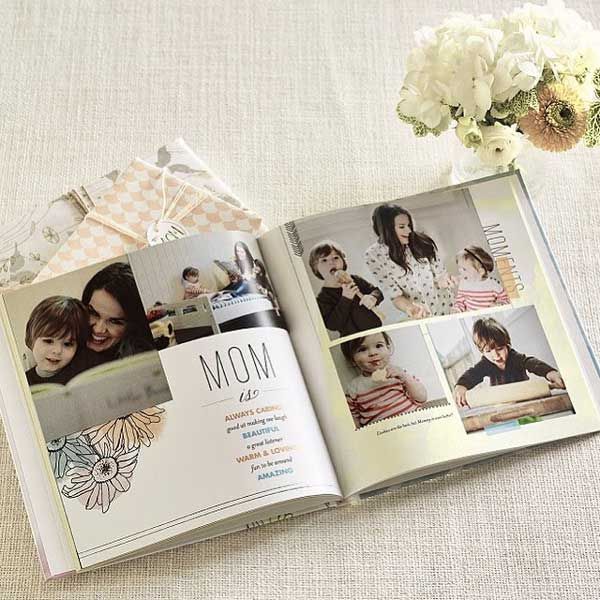 MOM
is
ALWAYS CARING
good at making me laugh
BEAUTIFUL
a great listener
WARM & LOVING
fun to be around
AMAZING
MOMENTS